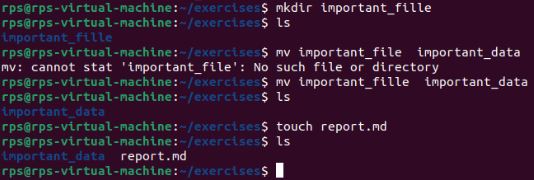 rps@rps-virtual-machine:~/exercises$ mkdir important_fille
rps@rps-virtual-machine:~/exercises$ ls
important_fille
rps@rps-virtual-machine:~/exercises$ mv important_file  important_data
mv: cannot stat 'important_file': No such file or directory
rps@rps-virtual-machine:~/exercises$ mv important_fille  important_data
rps@rps-virtual-machine:~/exercises$ ls
important_data
rps@rps-virtual-machine:~/exercises$ touch report.md
rps@rps-virtual-machine:~/exercises$ ls
important_data  report.md
rps@rps-virtual-machine:~/exercises$